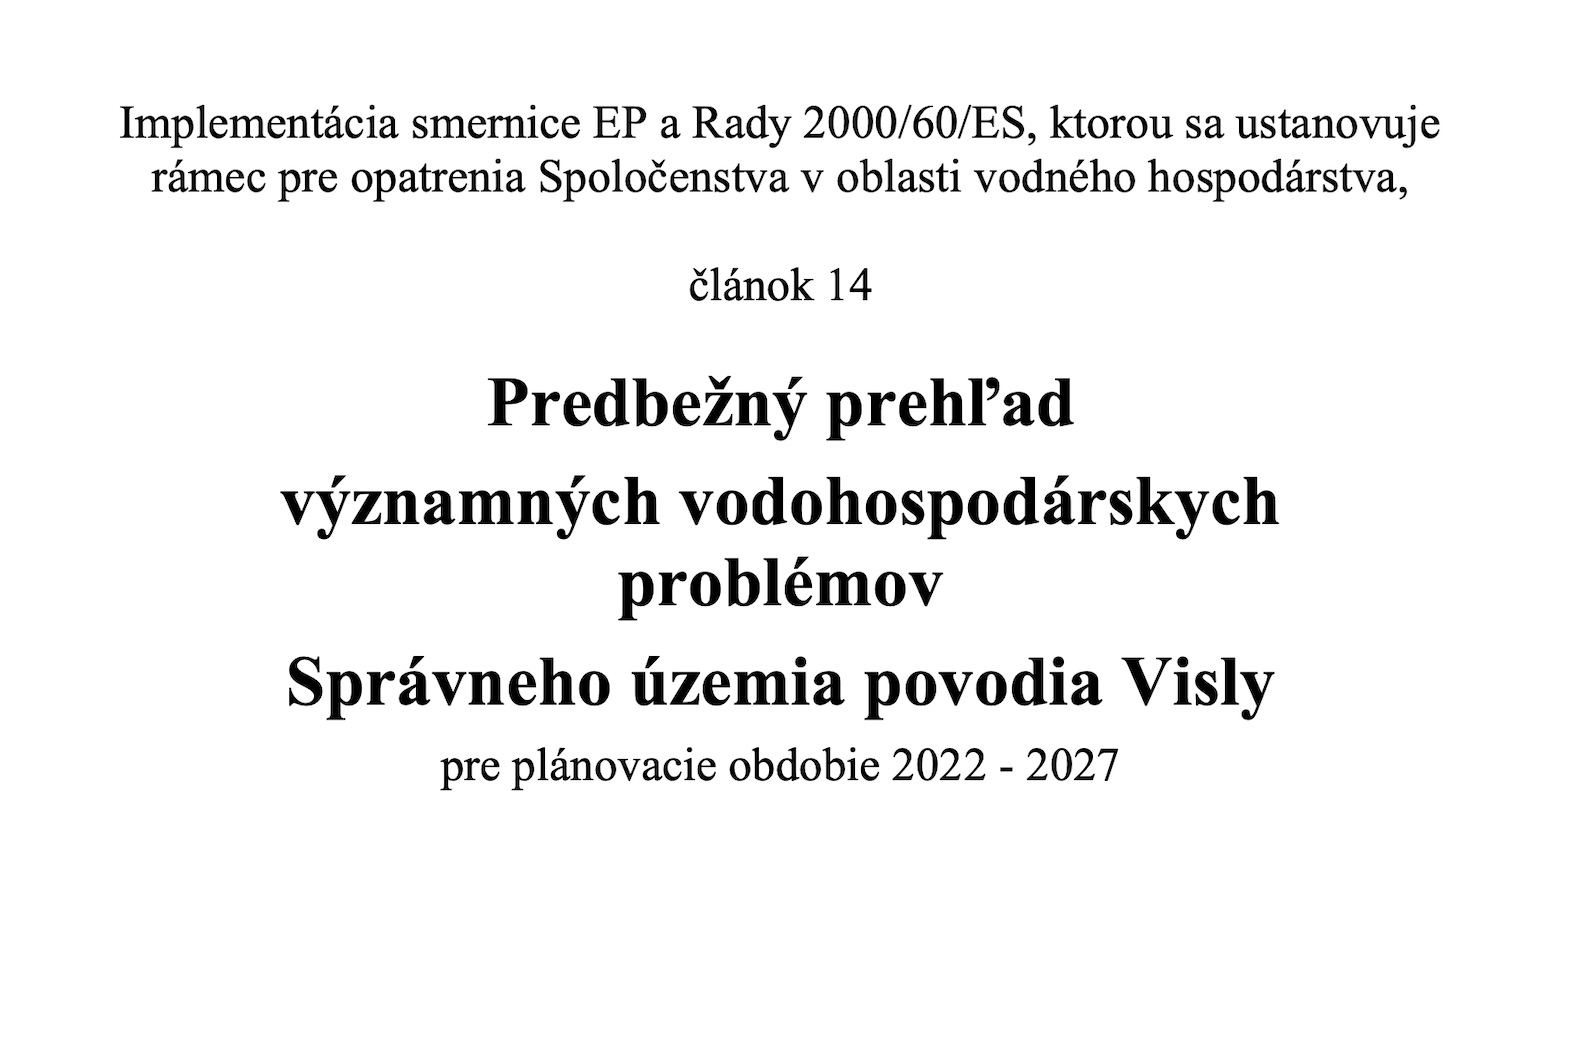 Implementácia smernice EP a Rady 2000/60/ES, ktorou sa ustanovuje
rámec pre opatrenia Spoločenstva v oblasti vodného hospodárstva,
článok 14
Predbežný prehľad
významných vodohospodárskych
problémov
Správneho územia povodia Visly
pre plánovacie obdobie 2022 - 2027